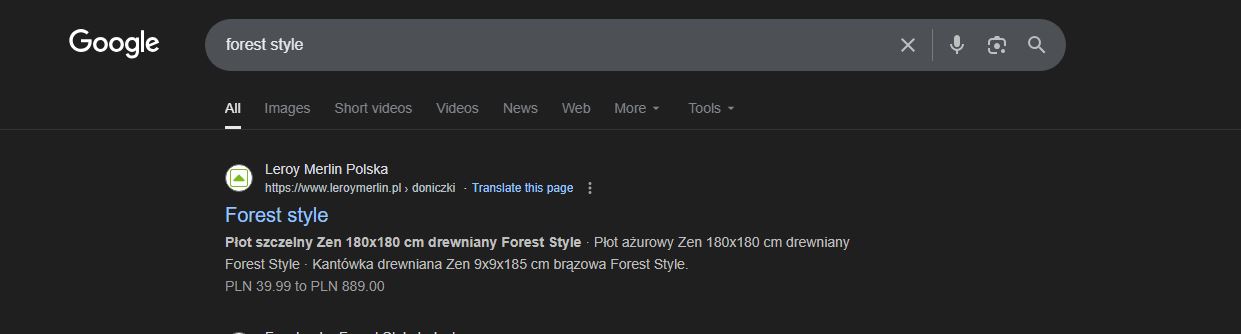 Google
forest style
All Images Short videos Videos News Web More Tools
Leroy Merlin Polska
https://www.leroymerlin.pl › doniczki · Translate this page
Forest style
Płot szczelny Zen 180x180 cm drewniany Forest Style · Płot ażurowy Zen 180x180 cm drewniany
Forest Style · Kantówka drewniana Zen 9x9x185 cm brązowa Forest Style.
PLN 39.99 to PLN 889.00